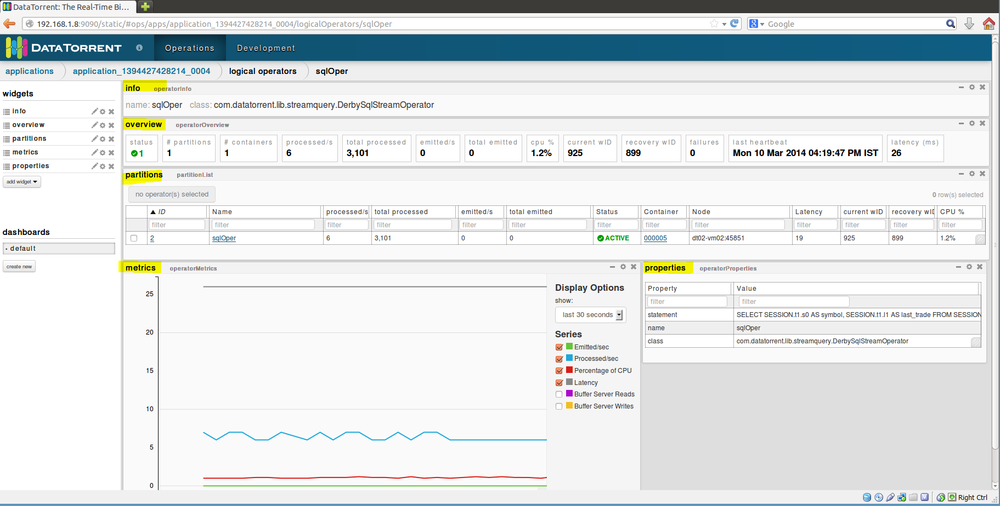 DataTorrent: The Real-Time Bi...
192.168.1.8:9090/static/#ops/apps/application_1394427428214_0004/logicalOperators/sqlOper
Google
DATATORRENT
Operations
Development
applications
application_1394427428214_0004
logical operators
sqlOper
widgets
info
overview
partitions
metrics
properties
add widget
dashboards
default
create new
info operatorInfo
name: sqlOper class: com.datatorrent.lib.streamquery.DerbySqlStreamOperator
overview operatorOverview
status # partitions # containers processed/s total processed emitted/s total emitted cpu % current wID recovery wID failures last heartbeat latency (ms)
1 1 1 6 3,101 0 0 1.2% 925 899 0 Mon 10 Mar 2014 04:19:47 PM IST 26
partitions partitionList
no operator(s) selected
0 row(s) selected
ID Name processed/s total processed emitted/s total emitted Status Container Node Latency current wID recovery wID CPU %
filter filter filter filter filter filter filter filter filter filter filter filter filter
2 sqlOper 6 3,101 0 0 ACTIVE 000005 dt02-vm02:45851 19 925 899 1.2%
metrics operatorMetrics
25
20
15
10
5
0
Display Options
show:
last 30 seconds
Series
Emitted/sec
Processed/sec
Percentage of CPU
Latency
Buffer Server Reads
Buffer Server Writes
properties operatorProperties
Property Value
filter filter
statement SELECT SESSION.t1.s0 AS symbol, SESSION.t1.l1 AS last_trade FROM SESSION
name sqlOper
class com.datatorrent.lib.streamquery.DerbySqlStreamOperator
Right Ctrl